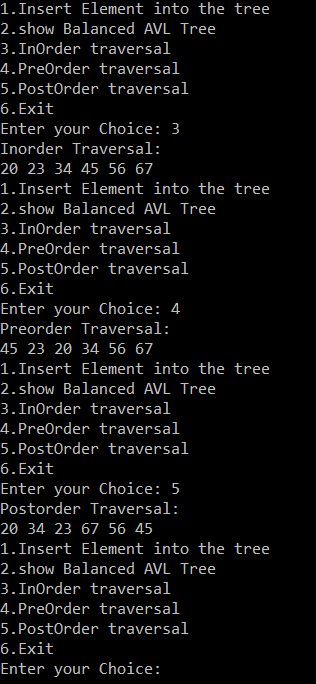 1.Insert Element into the tree
2.show Balanced AVL Tree
3.InOrder traversal
4.PreOrder traversal
5.PostOrder traversal
6.Exit
Enter your Choice: 3
Inorder Traversal:
20 23 34 45 56 67
1.Insert Element into the tree
2.show Balanced AVL Tree
3.InOrder traversal
4.PreOrder traversal
5.PostOrder traversal
6.Exit
Enter your Choice: 4
Preorder Traversal:
45 23 20 34 56 67
1.Insert Element into the tree
2.show Balanced AVL Tree
3.InOrder traversal
4.PreOrder traversal
5.PostOrder traversal
6.Exit
Enter your Choice: 5
Postorder Traversal:
20 34 23 67 56 45
1.Insert Element into the tree
2.show Balanced AVL Tree
3.InOrder traversal
4.PreOrder traversal
5.PostOrder traversal
6.Exit
Enter your Choice: